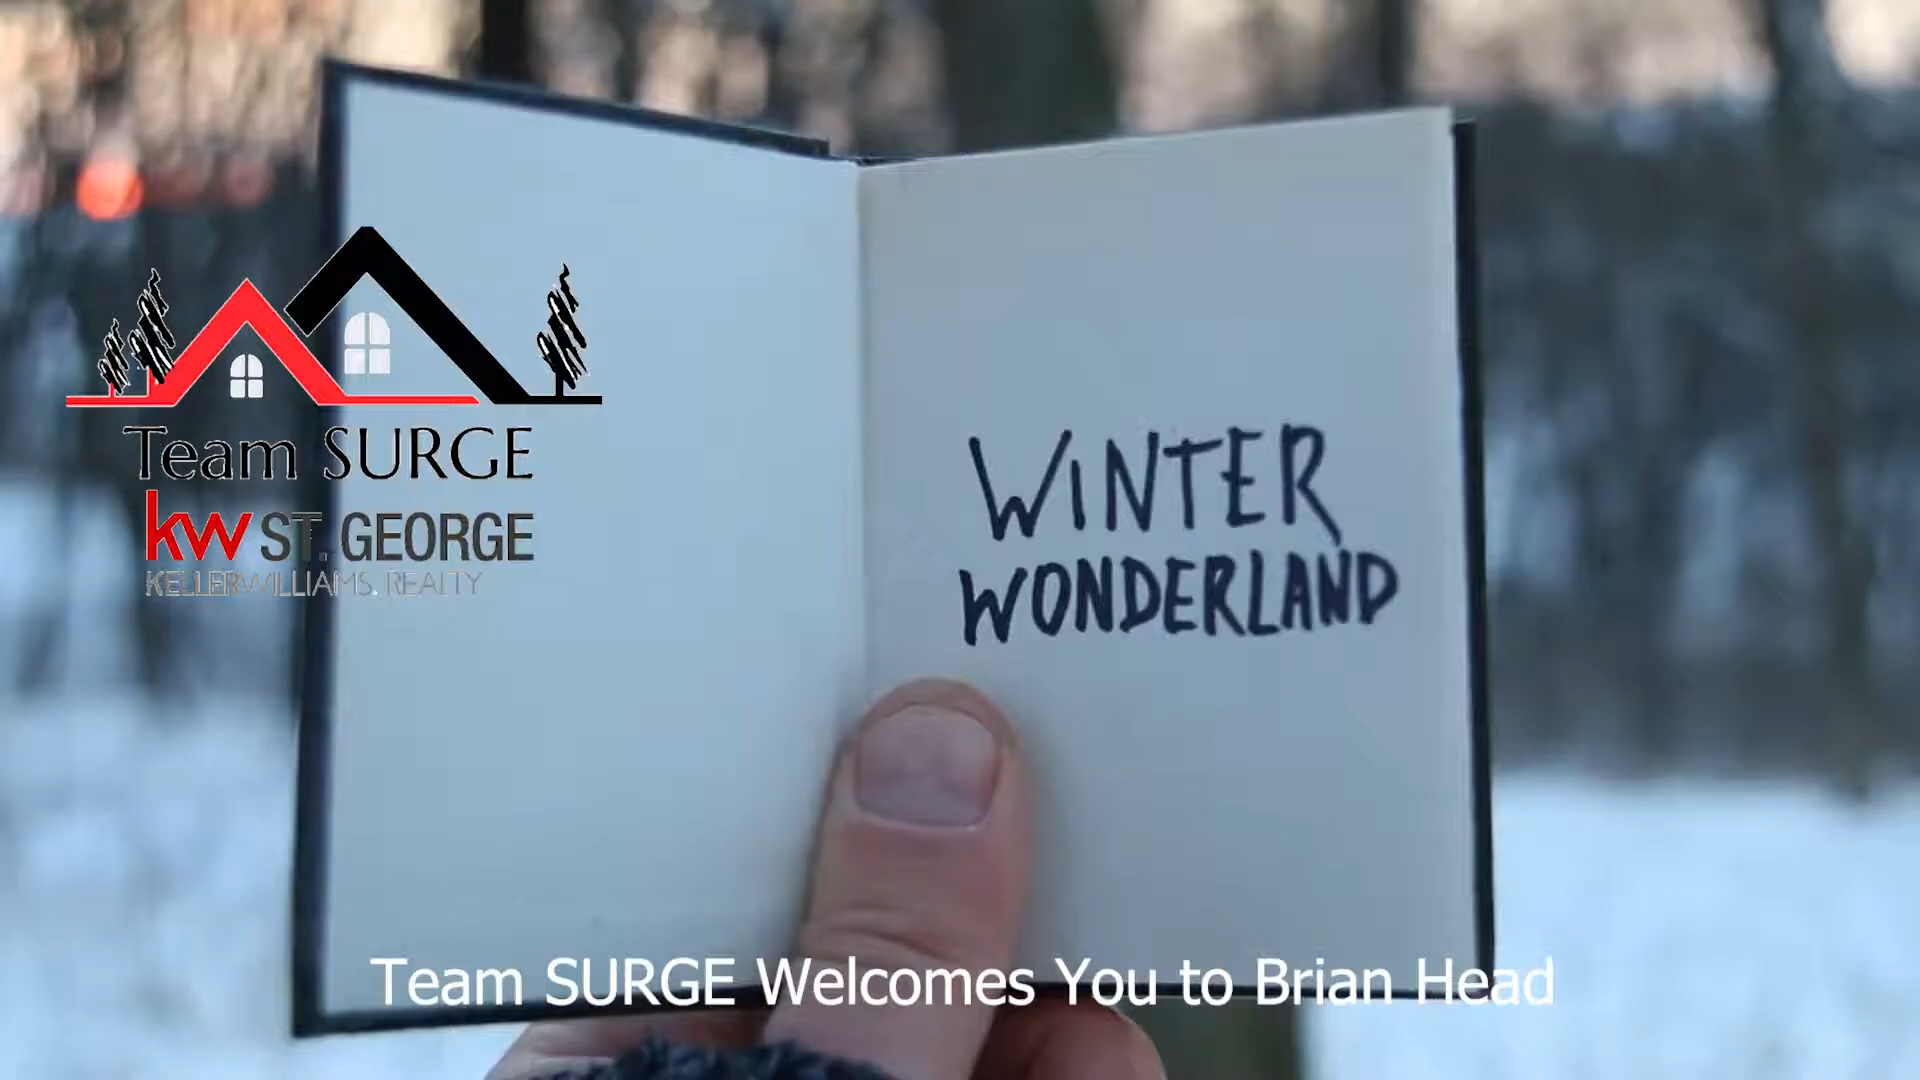 Team SURGE
kw ST. GEORGE
KELLERWILLIAMS. REALTY
WINTER
WONDERLAND
Team SURGE Welcomes You to Brian Head